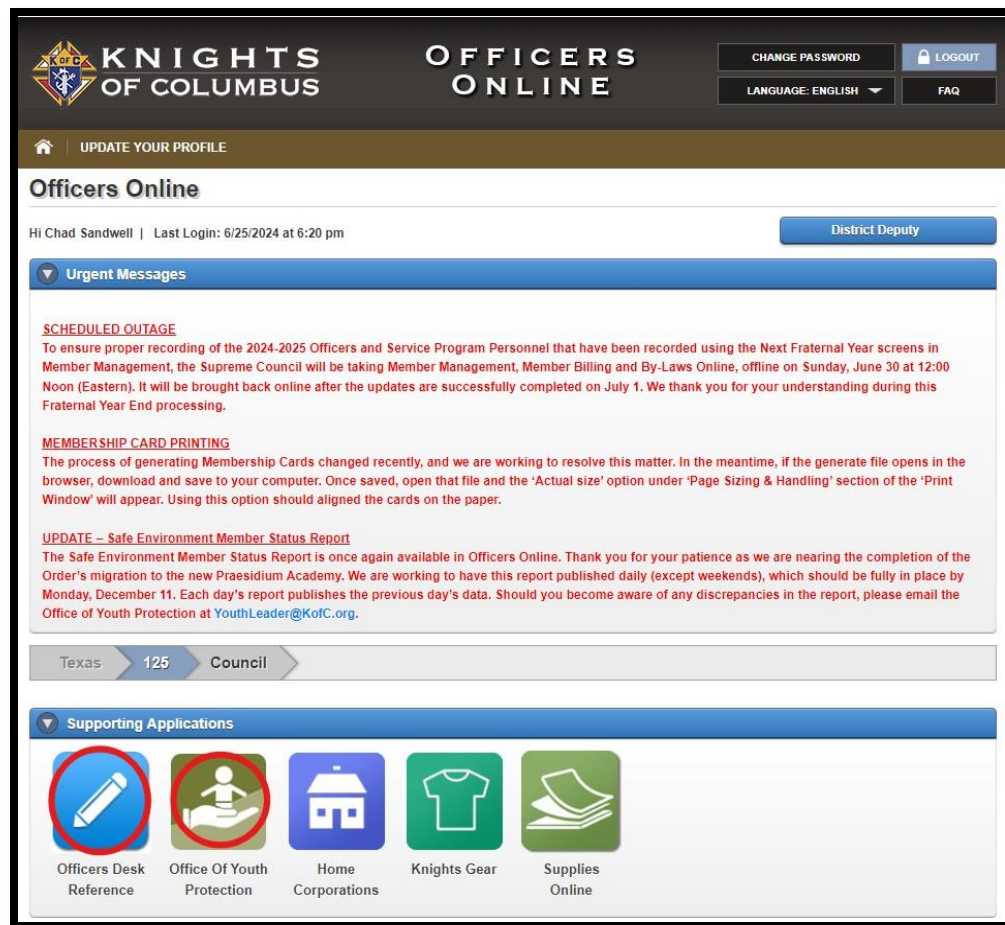 K OF C
KNIGHTS
OF COLUMBUS
OFFICERS
ONLINE
CHANGE PASSWORD
LOGOUT
LANGUAGE: ENGLISH
FAQ
UPDATE YOUR PROFILE
Officers Online
Hi Chad Sandwell | Last Login: 6/25/2024 at 6:20 pm
District Deputy
Urgent Messages
SCHEDULED OUTAGE
To ensure proper recording of the 2024-2025 Officers and Service Program Personnel that have been recorded using the Next Fraternal Year screens in
Member Management, the Supreme Council will be taking Member Management, Member Billing and By-Laws Online, offline on Sunday, June 30 at 12:00
Noon (Eastern). It will be brought back online after the updates are successfully completed on July 1. We thank you for your understanding during this
Fraternal Year End processing.
MEMBERSHIP CARD PRINTING
The process of generating Membership Cards changed recently, and we are working to resolve this matter. In the meantime, if the generate file opens in the
browser, download and save to your computer. Once saved, open that file and the ‘Actual size’ option under ‘Page Sizing & Handling’ section of the ‘Print
Window’ will appear. Using this option should aligned the cards on the paper.
UPDATE – Safe Environment Member Status Report
The Safe Environment Member Status Report is once again available in Officers Online. Thank you for your patience as we are nearing the completion of the
Order’s migration to the new Praesidium Academy. We are working to have this report published daily (except weekends), which should be fully in place by
Monday, December 11. Each day’s report publishes the previous day’s data. Should you become aware of any discrepancies in the report, please email the
Office of Youth Protection at YouthLeader@KofC.org.
Texas
125
Council
Supporting Applications
Officers Desk
Reference
Office Of Youth
Protection
Home
Corporations
Knights Gear
Supplies
Online